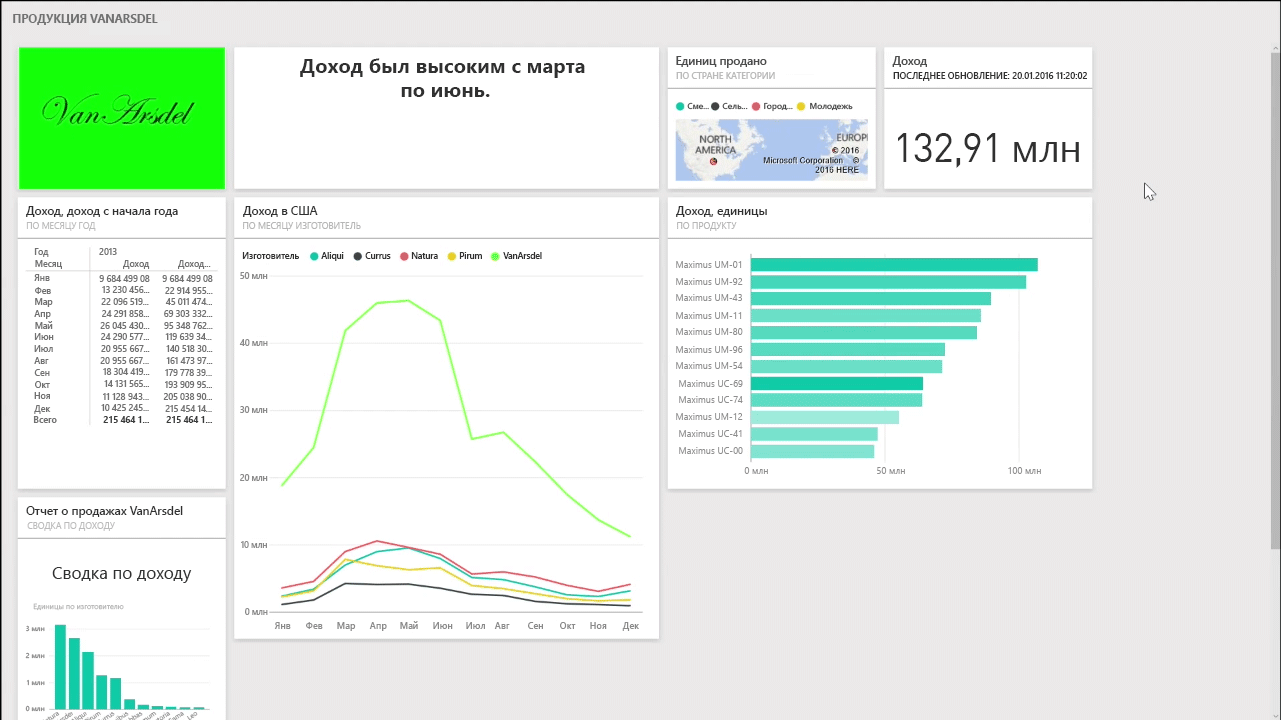 ПРОДУКЦИЯ VANARSDEL
VanArsdel
Доход был высоким с марта
по июнь.
Единиц продано
ПО СТРАНЕ КАТЕГОРИИ
Сме... Сель... Город... Молодежь
NORTH
AMERICA
EUROP
© 2016
Microsoft Corporation ©
2016 HERE
Доход
ПОСЛЕДНЕЕ ОБНОВЛЕНИЕ: 20.01.2016 11:20:02
132,91 млн
Доход, доход с начала года
ПО МЕСЯЦУ ГОД
Год 2013
Месяц Доход Доход...
Янв 9 684 499 08 9 684 499 08
Фев 13 230 456... 22 914 955...
Мар 22 096 519... 45 011 474...
Апр 24 291 858... 69 303 332...
Май 26 045 430... 95 348 762...
Июн 24 290 577... 119 639 34...
Июл 20 955 667... 140 518 30...
Авг 20 955 667... 161 473 97...
Сен 18 304 419... 179 778 39...
Окт 14 131 565... 193 909 95...
Ноя 11 128 943... 205 038 90...
Дек 10 425 245... 215 454 14...
Всего 215 464 1... 215 464 1...
Доход в США
ПО МЕСЯЦУ ИЗГОТОВИТЕЛЬ
Изготовитель Aliqui Currus Natura Pirum VanArsdel
50 млн
40 млн
30 млн
20 млн
10 млн
0 млн
Янв Фев Мар Апр Май Июн Июл Авг Сен Окт Ноя Дек
Доход, единицы
ПО ПРОДУКТУ
Maximus UM-01
Maximus UM-92
Maximus UM-43
Maximus UM-11
Maximus UM-80
Maximus UM-96
Maximus UM-54
Maximus UC-69
Maximus UC-74
Maximus UM-12
Maximus UC-41
Maximus UC-00
0 млн 50 млн 100 млн
Отчет о продажах VanArsdel
СВОДКА ПО ДОХОДУ
Сводка по доходу
Единицы по изготовителю
3 млн
2 млн
1 млн
0 млн
Leo